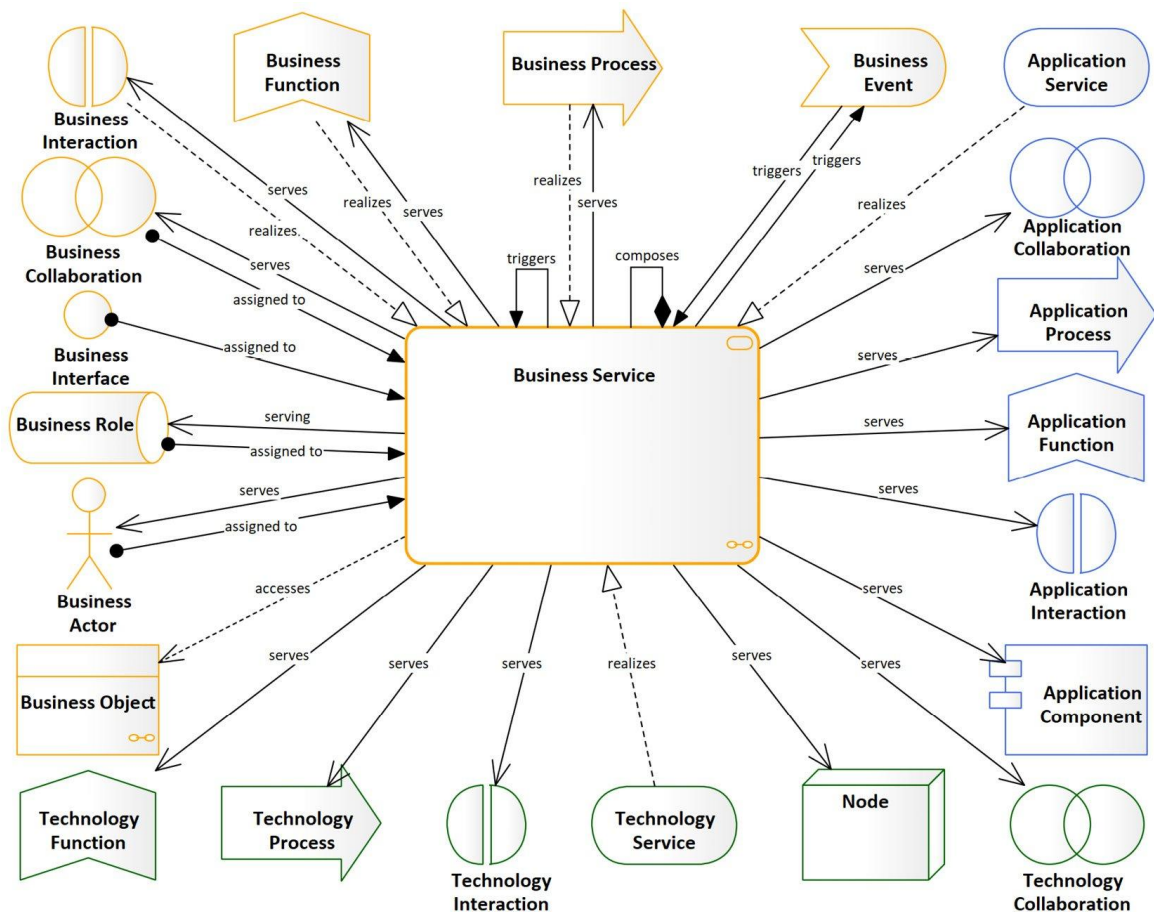 Business
Function
Business Process
Business
Event
Application
Service
Business
Interaction
serves
realizes
realizes
serves
realizes
serves
triggers
triggers
realizes
Application
Collaboration
Business
Collaboration
serves
assigned to
triggers
composes
serves
Application
Process
Business
Interface
assigned to
serves
Business Service
Business Role
serving
assigned to
serves
Application
Function
serves
assigned to
serves
Business
Actor
accesses
Application
Interaction
serves
Business Object
serves
serves
serves
realizes
serves
serves
Application
Component
Technology
Function
Technology
Process
Technology
Interaction
Technology
Service
Node
Technology
Collaboration